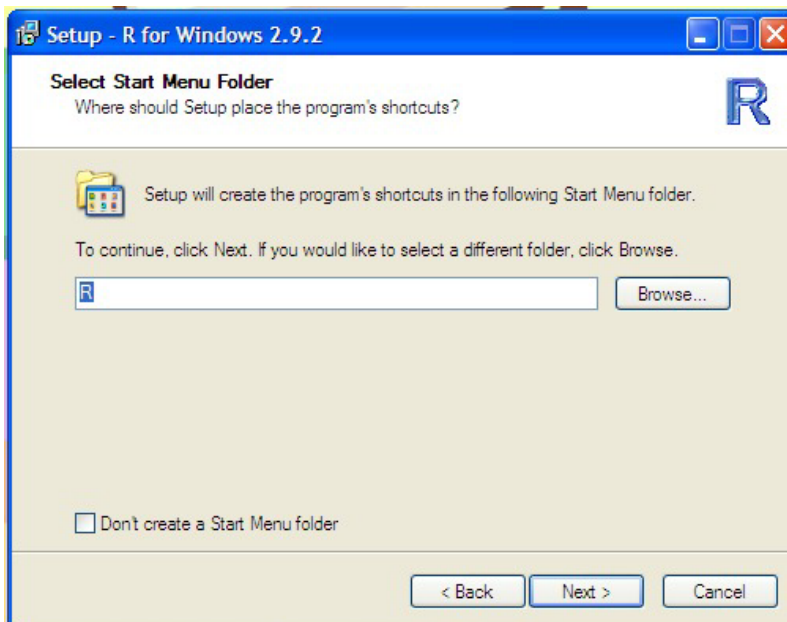 Setup - R for Windows 2.9.2
Select Start Menu Folder
Where should Setup place the program's shortcuts?
R
Setup will create the program's shortcuts in the following Start Menu folder.
To continue, click Next. If you would like to select a different folder, click Browse.
R
Browse...
Don't create a Start Menu folder
< Back
Next >
Cancel